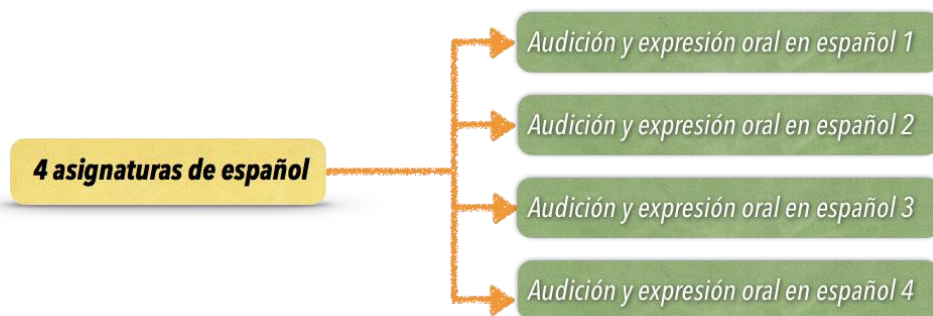 4 asignaturas de español
Audición y expresión oral en español 1
Audición y expresión oral en español 2
Audición y expresión oral en español 3
Audición y expresión oral en español 4